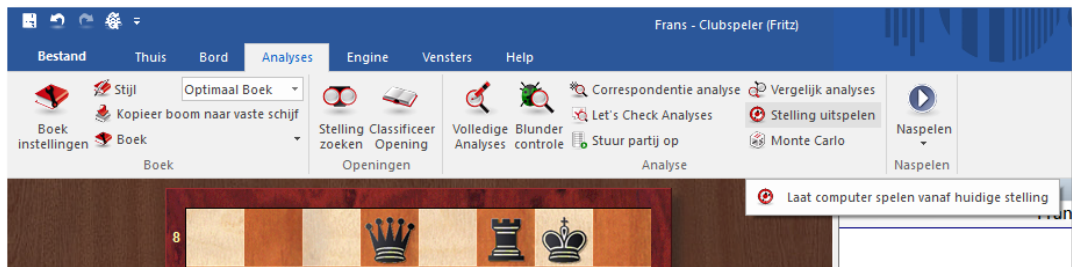 Frans - Clubspeler (Fritz)
Bestand Thuis Bord Analyses Engine Vensters Help
Stijl Optimaal Boek
Kopieer boom naar vaste schijf
Boek
Boek
instellingen
Boek
Stelling
zoeken
Classificeer
Opening
Openingen
Volledige
Analyses
Blunder
controle
Correspondentie analyse
Let's Check Analyses
Stuur partij op
Vergelijk analyses
Stelling uitspelen
Monte Carlo
Analyse
Naspelen
Naspelen
Laat computer spelen vanaf huidige stelling
8